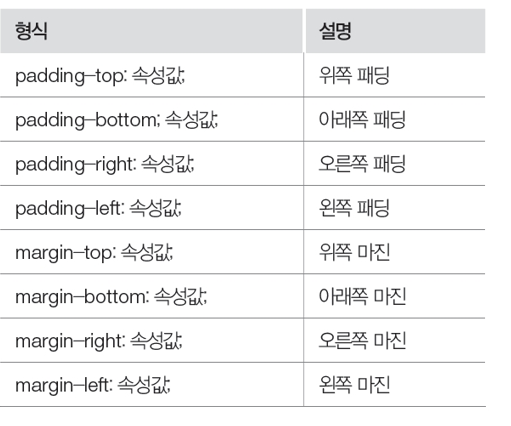 형식 설명
padding-top: 속성값; 위쪽 패딩
padding-bottom; 속성값; 아래쪽 패딩
padding-right: 속성값; 오른쪽 패딩
padding-left: 속성값; 왼쪽 패딩
margin-top: 속성값; 위쪽 마진
margin-bottom: 속성값; 아래쪽 마진
margin-right: 속성값; 오른쪽 마진
margin-left: 속성값; 왼쪽 마진